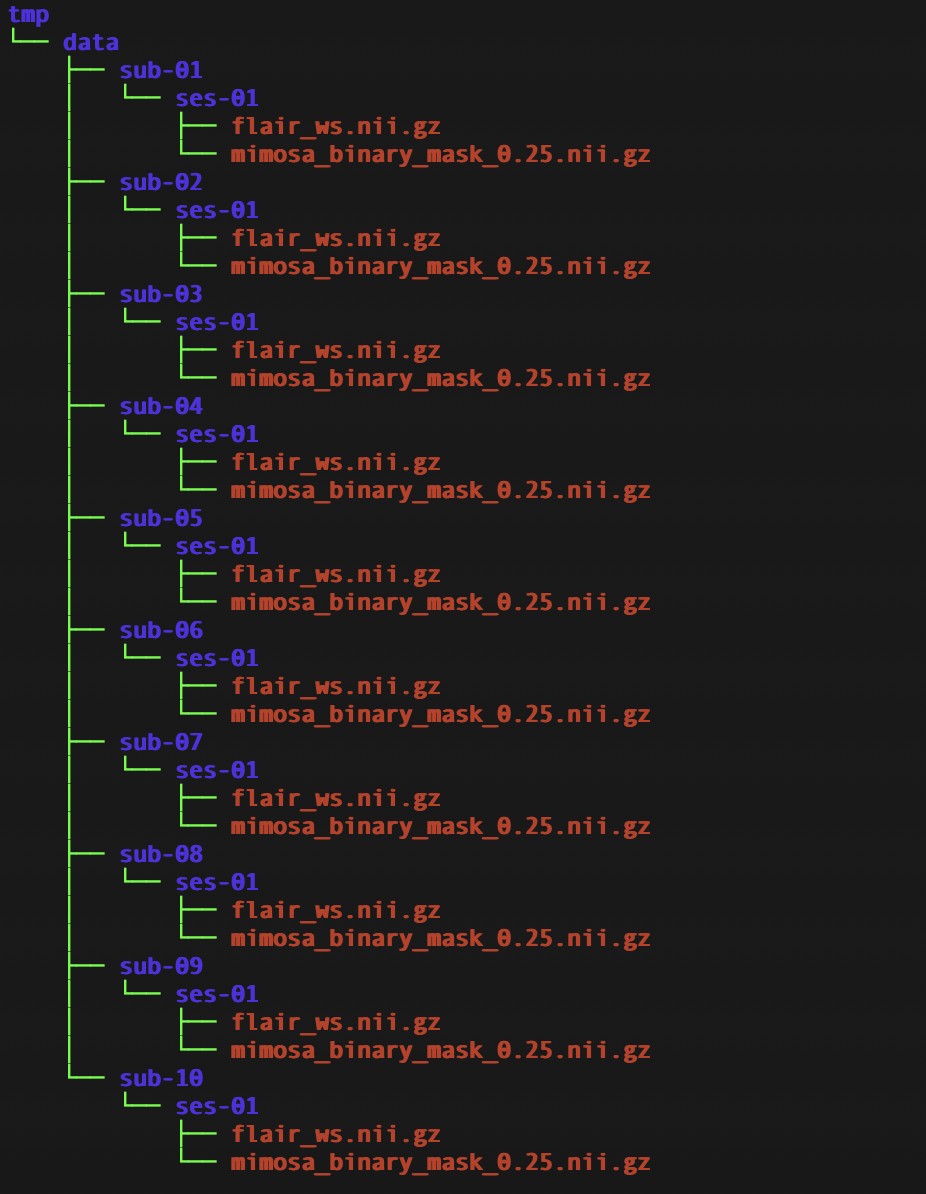 tmp
└── data
    ├── sub-01
    │   └── ses-01
    │       ├── flair_ws.nii.gz
    │       └── mimosa_binary_mask_0.25.nii.gz
    ├── sub-02
    │   └── ses-01
    │       ├── flair_ws.nii.gz
    │       └── mimosa_binary_mask_0.25.nii.gz
    ├── sub-03
    │   └── ses-01
    │       ├── flair_ws.nii.gz
    │       └── mimosa_binary_mask_0.25.nii.gz
    ├── sub-04
    │   └── ses-01
    │       ├── flair_ws.nii.gz
    │       └── mimosa_binary_mask_0.25.nii.gz
    ├── sub-05
    │   └── ses-01
    │       ├── flair_ws.nii.gz
    │       └── mimosa_binary_mask_0.25.nii.gz
    ├── sub-06
    │   └── ses-01
    │       ├── flair_ws.nii.gz
    │       └── mimosa_binary_mask_0.25.nii.gz
    ├── sub-07
    │   └── ses-01
    │       ├── flair_ws.nii.gz
    │       └── mimosa_binary_mask_0.25.nii.gz
    ├── sub-08
    │   └── ses-01
    │       ├── flair_ws.nii.gz
    │       └── mimosa_binary_mask_0.25.nii.gz
    ├── sub-09
    │   └── ses-01
    │       ├── flair_ws.nii.gz
    │       └── mimosa_binary_mask_0.25.nii.gz
    └── sub-10
        └── ses-01
            ├── flair_ws.nii.gz
            └── mimosa_binary_mask_0.25.nii.gz